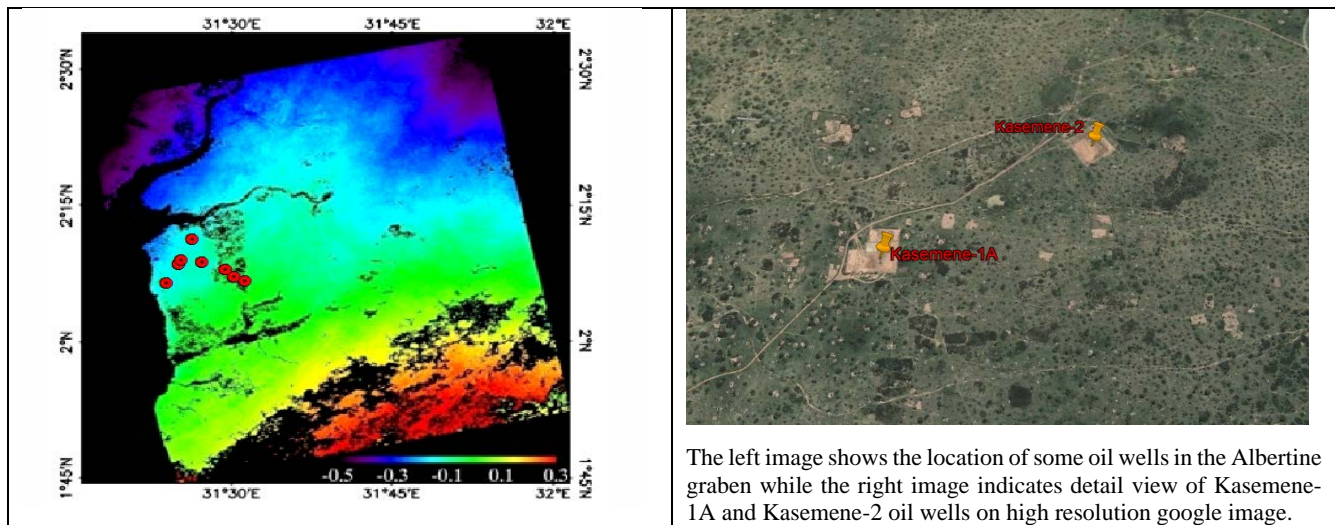 31°30'E 31°45'E 32°E
2°30'N 2°30'N
2°15'N 2°15'N
2°N 2°N
-0.5 -0.3 -0.1 0.1 0.3
1°45'N 1°45'N
31°30'E 31°45'E 32°E
Kasemene-2
Kasemene-1A
The left image shows the location of some oil wells in the Albertine
graben while the right image indicates detail view of Kasemene-
1A and Kasemene-2 oil wells on high resolution google image.